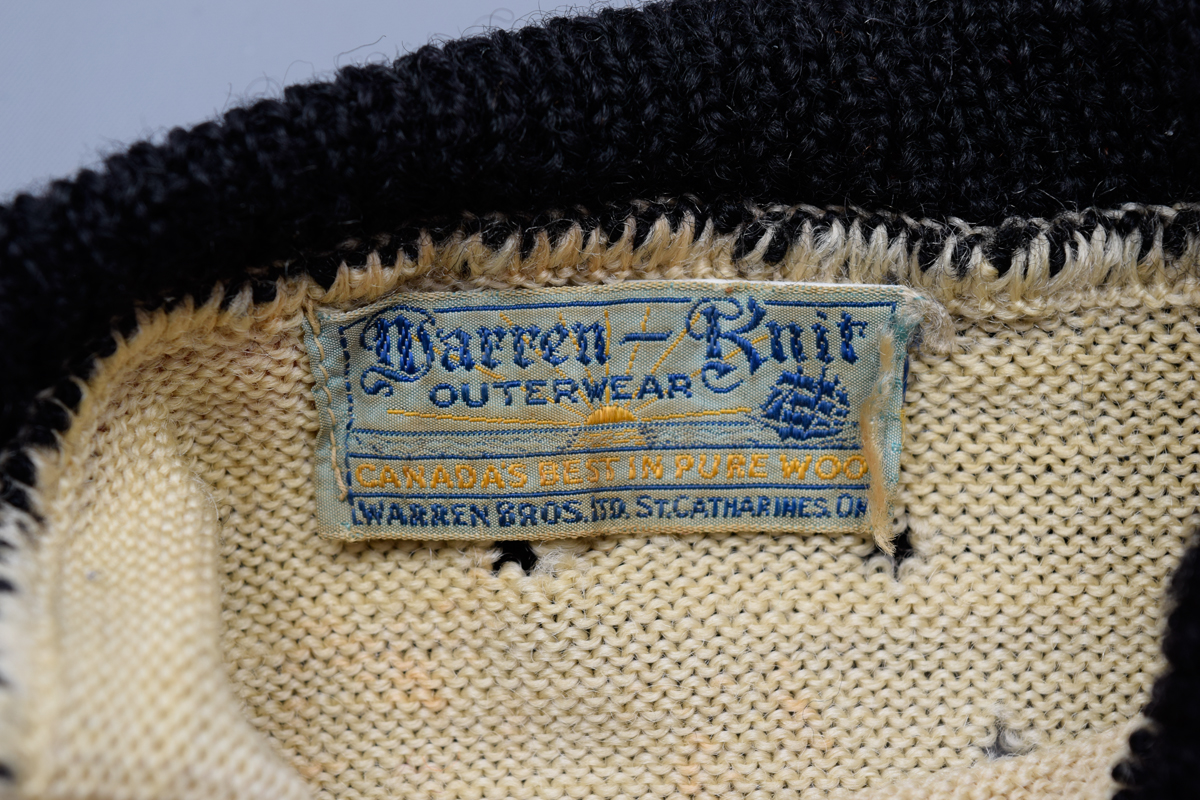 Warren-Knit
OUTERWEAR
CANADA'S BEST IN PURE WOO
WARREN BROS. LTD. ST. CATHARINES. ON